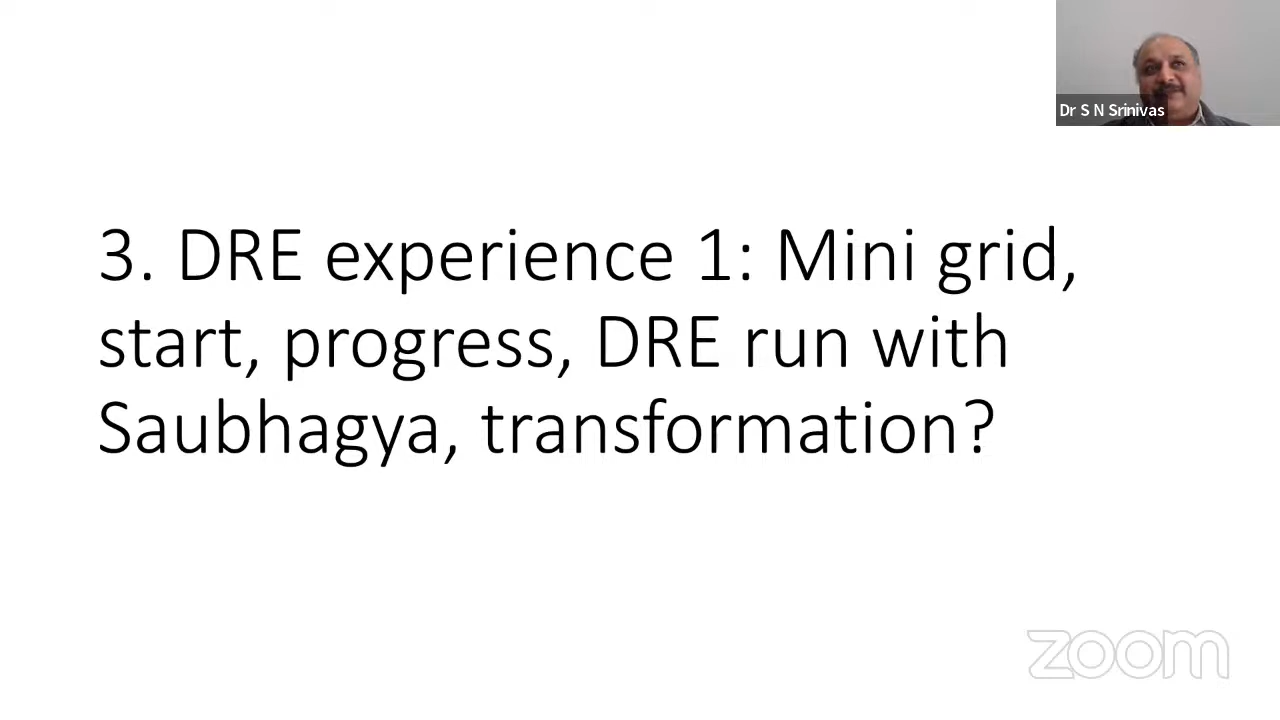 Dr S N Srinivas
3. DRE experience 1: Mini grid,
start, progress, DRE run with
Saubhagya, transformation?
zoom